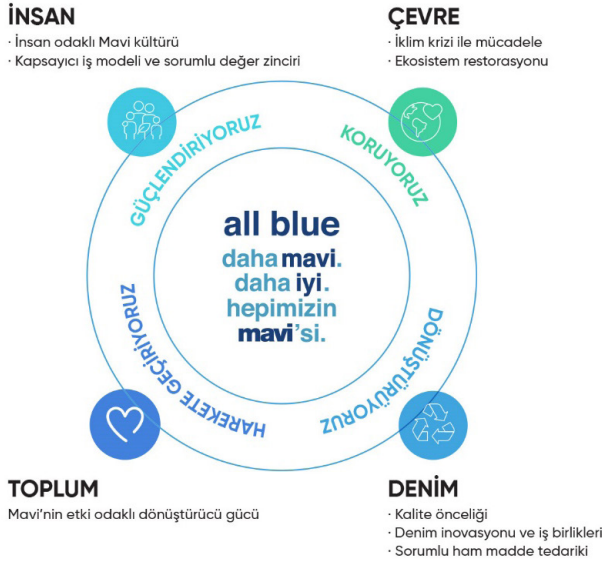 İNSAN
· İnsan odaklı Mavi kültürü
· Kapsayıcı iş modeli ve sorumlu değer zinciri
ÇEVRE
· İklim krizi ile mücadele
· Ekosistem restorasyonu
GÜÇLENDİRİYORUZ
KORUYORUZ
all blue
daha mavi.
daha iyi.
hepimizin
mavi'si.
HAREKETE GEÇİRİYORUZ
DÖNÜŞTÜRÜYORUZ
TOPLUM
Mavi'nin etki odaklı dönüştürücü gücü
DENİM
· Kalite önceliği
· Denim inovasyonu ve iş birlikleri
· Sorumlu ham madde tedariki